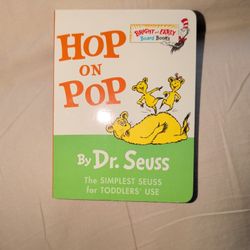 BRIGHT and EARLY
Board Books
HOP
ON
POP
By Dr. Seuss
The SIMPLEST SEUSS
for TODDLERS' USE